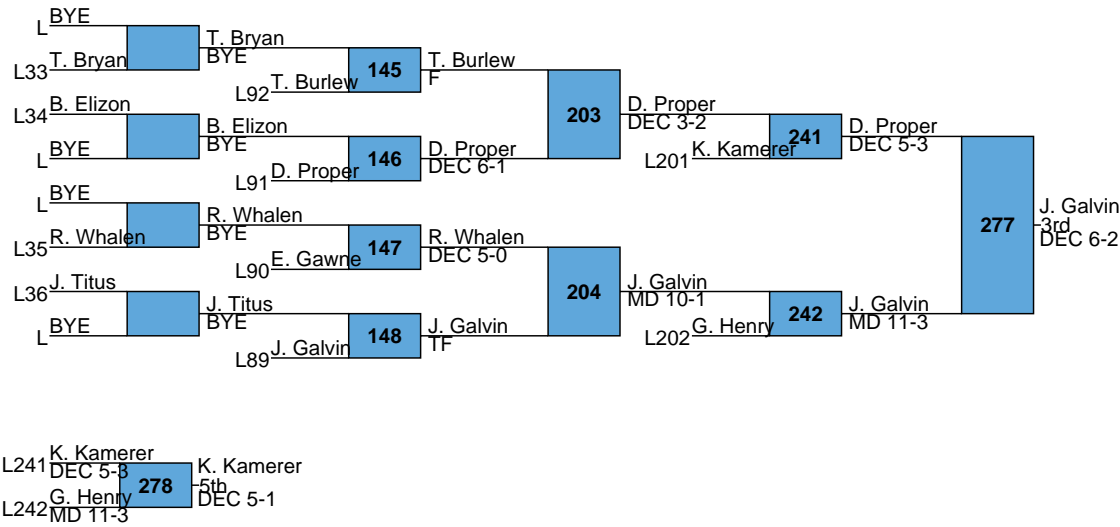 L BYE
L33 T. Bryan
T. Bryan
BYE
L92 T. Burlew
145
T. Burlew
F
L34 B. Elizon
L BYE
B. Elizon
BYE
L91 D. Proper
146
D. Proper
DEC 6-1
203
D. Proper
DEC 3-2
L201 K. Kamerer
241
D. Proper
DEC 5-3
L BYE
L35 R. Whalen
R. Whalen
BYE
L90 E. Gawne
147
R. Whalen
DEC 5-0
L36 J. Titus
L BYE
J. Titus
BYE
L89 J. Galvin
148
J. Galvin
TF
204
J. Galvin
MD 10-1
L202 G. Henry
242
J. Galvin
MD 11-3
277
J. Galvin
3rd
DEC 6-2
L241 K. Kamerer
DEC 5-3
L242 G. Henry
MD 11-3
278
K. Kamerer
5th
DEC 5-1